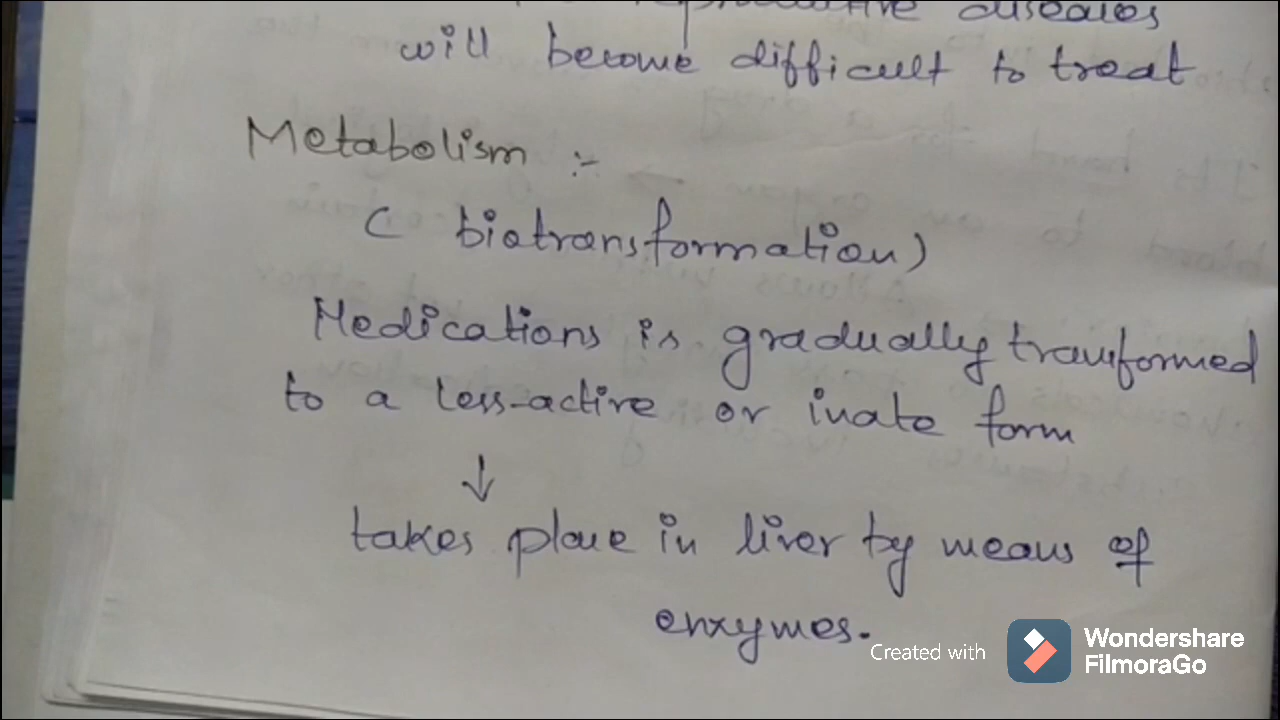 diseases
will become difficult to treat
Metabolism :-
( biotransformation)
Medications is gradually transformed
to a less-active or inate form
↓
takes place in liver by means of
enzymes.
Created with
Wondershare
FilmoraGo